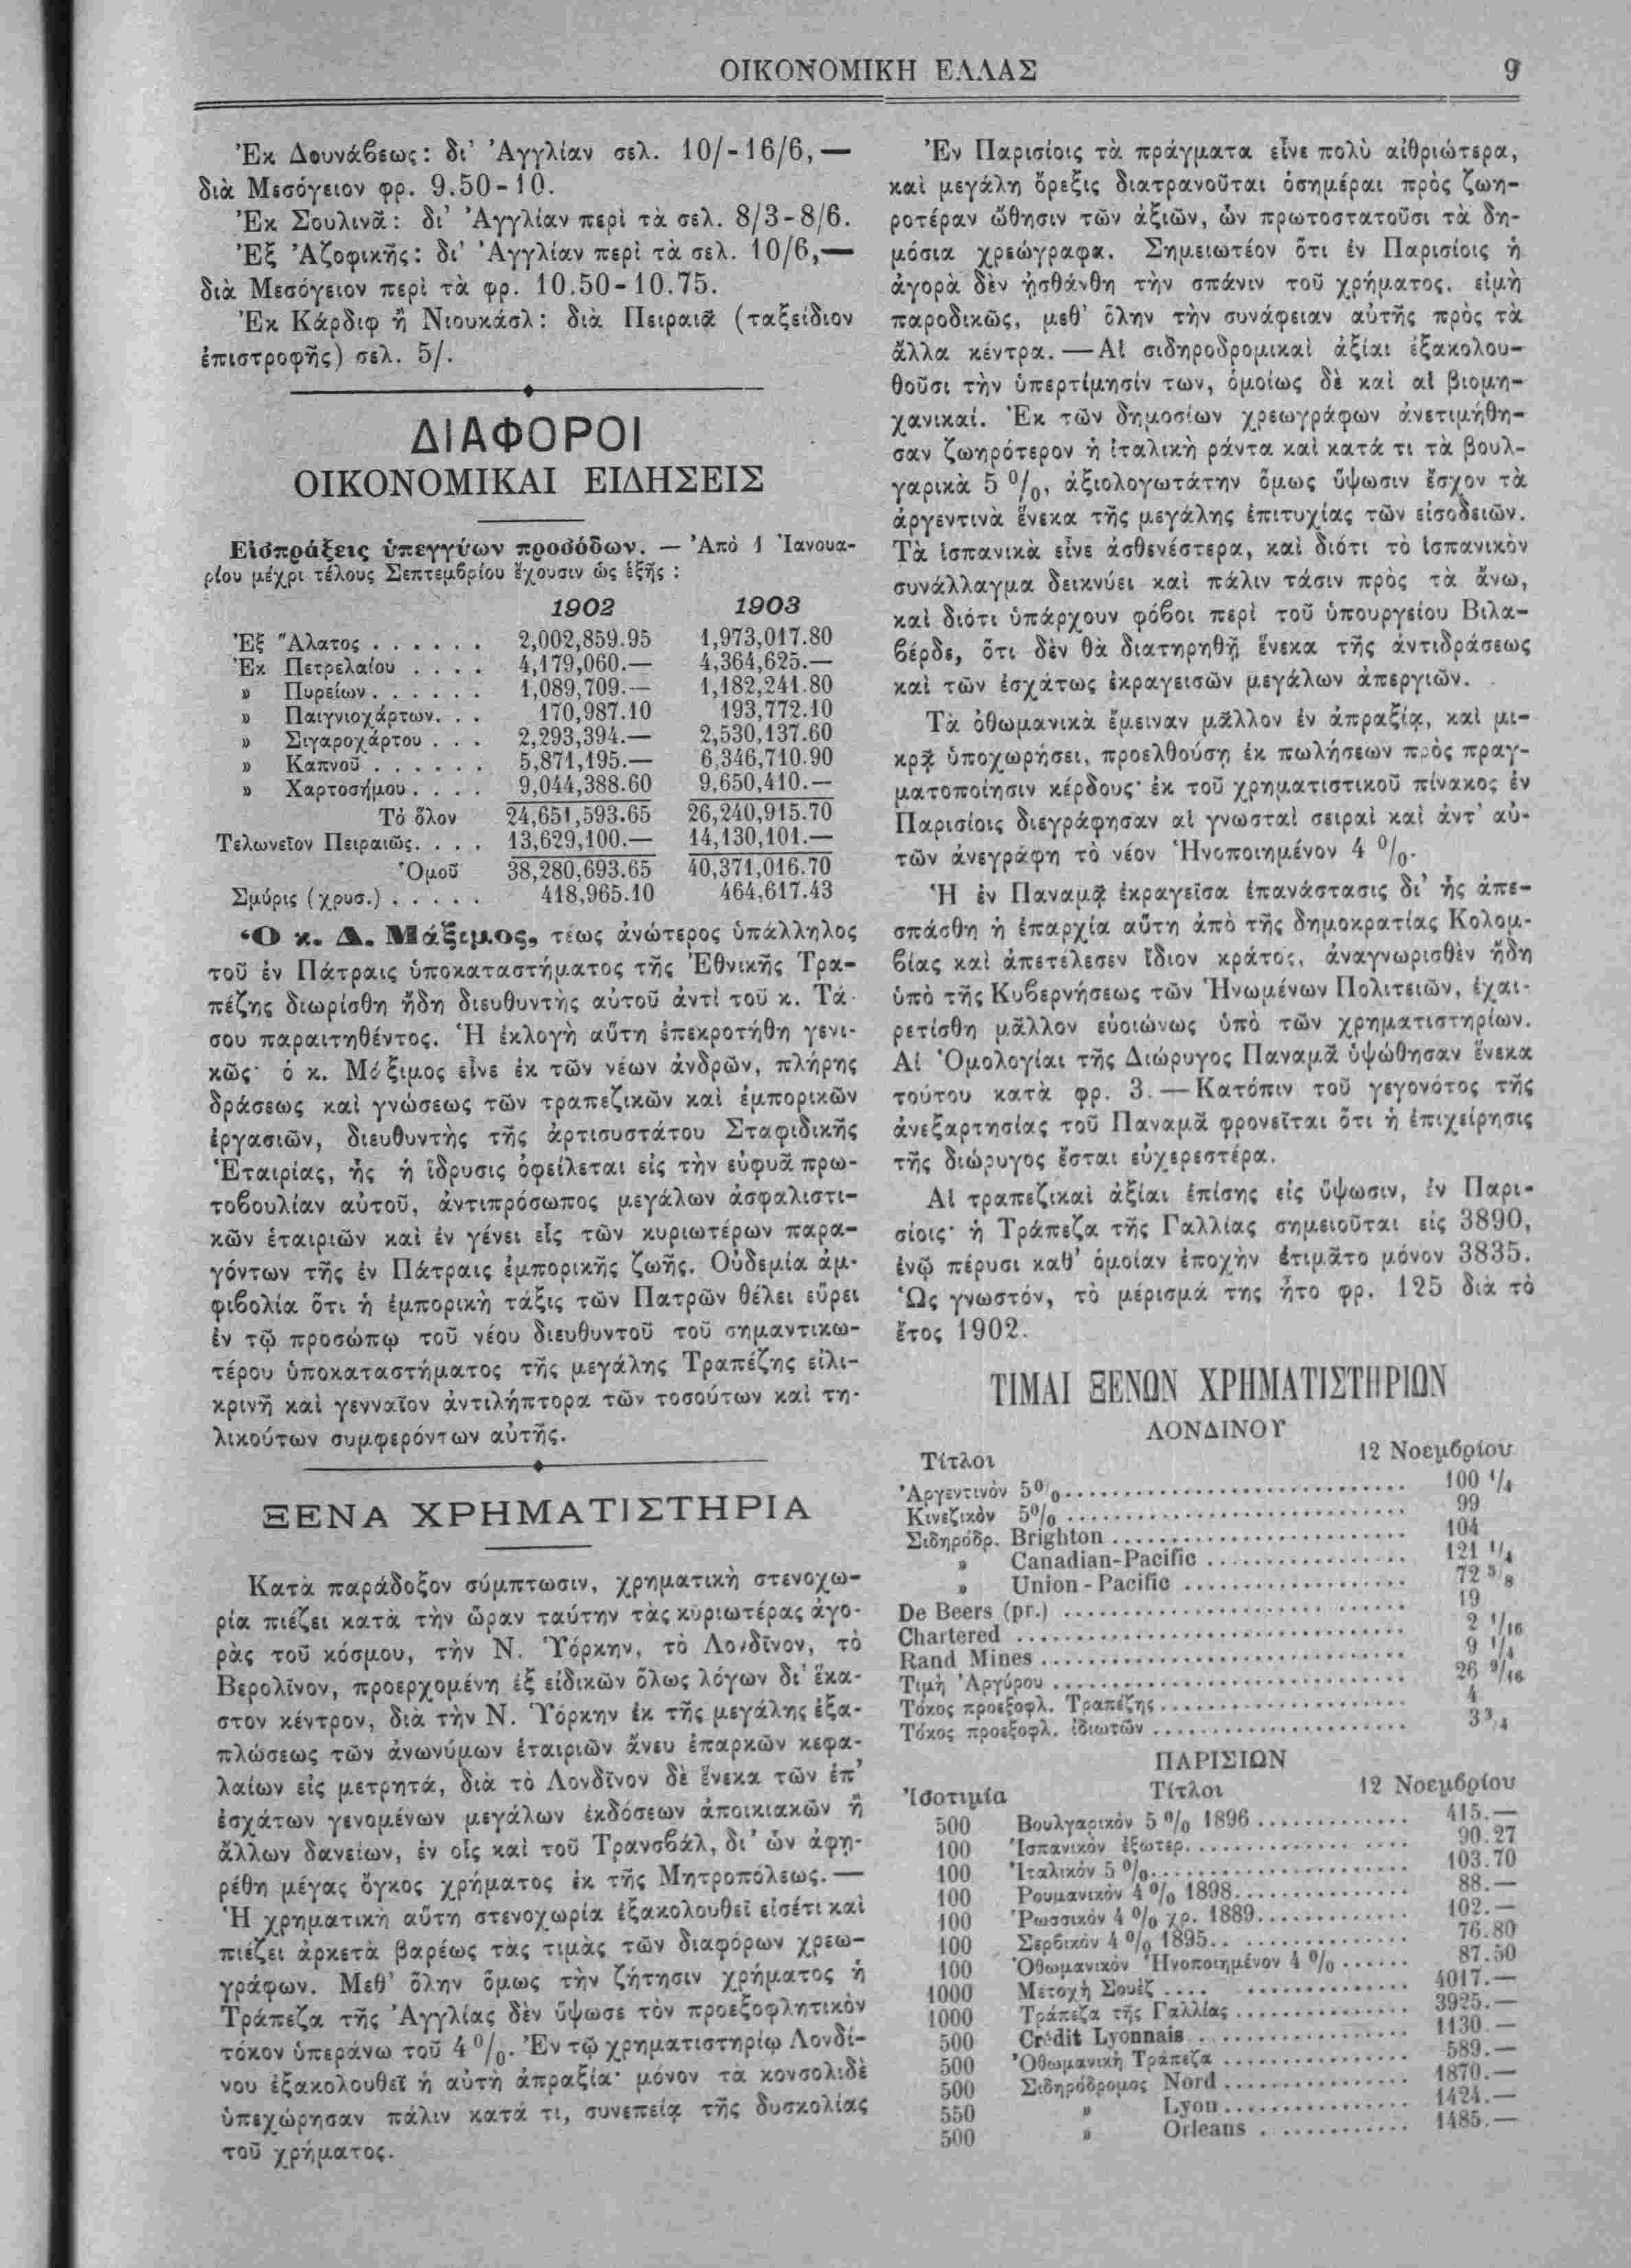 ΟΙΚΟΝΟΜΙΚΗ ΕΛΛΑΣ 9
Ἐκ Δουνάβεως: δι' Ἀγγλίαν σελ. 10/-16/6,—
διὰ Μεσόγειον φρ. 9.50-10.
Ἐκ Σουλινᾶ: δι' Ἀγγλίαν περὶ τὰ σελ. 8/3-8/6.
Ἐξ Ἀζοφικῆς: δι' Ἀγγλίαν περὶ τὰ σελ. 10/6,—
διὰ Μεσόγειον περὶ τὰ φρ. 10.50-10.75.
Ἐκ Κάρδιφ ἢ Νιουκάσλ: διὰ Πειραιᾶ (ταξείδιον
ἐπιστροφῆς) σελ. 5/.
ΔΙΑΦΟΡΟΙ
ΟΙΚΟΝΟΜΙΚΑΙ ΕΙΔΗΣΕΙΣ
Εἰσπράξεις ὑπεγγύων προσόδων. — Ἀπὸ 1 Ἰανουα-
ρίου μέχρι τέλους Σεπτεμβρίου ἔχουσιν ὡς ἑξῆς :
1902 1903
Ἐξ Ἅλατος . . . . . . 2,002,859.95 1,973,017.80
Ἐκ Πετρελαίου . . . . 4,179,060.— 4,364,625.—
» Πυρείων . . . . . . 1,089,709.— 1,182,241.80
» Παιγνιοχάρτων. . . 170,987.10 193,772.10
» Σιγαροχάρτου . . . 2,293,394.— 2,530,137.60
» Καπνοῦ . . . . . . 5,871,195.— 6,346,710.90
» Χαρτοσήμου . . . . 9,044,388.60 9,650,410.—
Τὸ ὅλον 24,651,593.65 26,240,915.70
Τελωνεῖον Πειραιῶς. . . . 13,629,100.— 14,130,101.—
Ὁμοῦ 38,280,693.65 40,371,016.70
Σμύρις (χρυσ.) . . . . . 418,965.10 464,617.43
Ὁ κ. Δ. Μάξιμος, τέως ἀνώτερος ὑπάλληλος
τοῦ ἐν Πάτραις ὑποκαταστήματος τῆς Ἐθνικῆς Τρα-
πέζης διωρίσθη ἤδη διευθυντὴς αὐτοῦ ἀντὶ τοῦ κ. Τά-
σου παραιτηθέντος. Ἡ ἐκλογὴ αὕτη ἐπεκροτήθη γενι-
κῶς· ὁ κ. Μάξιμος εἶνε ἐκ τῶν νέων ἀνδρῶν, πλήρης
δράσεως καὶ γνώσεως τῶν τραπεζικῶν καὶ ἐμπορικῶν
ἐργασιῶν, διευθυντὴς τῆς ἀρτισυστάτου Σταφιδικῆς
Ἑταιρίας, ἧς ἡ ἵδρυσις ὀφείλεται εἰς τὴν εὐφυᾶ πρω-
τοβουλίαν αὐτοῦ, ἀντιπρόσωπος μεγάλων ἀσφαλιστι-
κῶν ἑταιριῶν καὶ ἐν γένει εἷς τῶν κυριωτέρων παρα-
γόντων τῆς ἐν Πάτραις ἐμπορικῆς ζωῆς. Οὐδεμία ἀμ-
φιβολία ὅτι ἡ ἐμπορικὴ τάξις τῶν Πατρῶν θέλει εὕρει
ἐν τῷ προσώπῳ τοῦ νέου διευθυντοῦ τοῦ σημαντικω-
τέρου ὑποκαταστήματος τῆς μεγάλης Τραπέζης εἰλι-
κρινῆ καὶ γενναῖον ἀντιλήπτορα τῶν τοσούτων καὶ τη-
λικούτων συμφερόντων αὐτῆς.
ΞΕΝΑ ΧΡΗΜΑΤΙΣΤΗΡΙΑ
Κατὰ παράδοξον σύμπτωσιν, χρηματικὴ στενοχω-
ρία πιέζει κατὰ τὴν ὥραν ταύτην τὰς κυριωτέρας ἀγο-
ρὰς τοῦ κόσμου, τὴν Ν. Ὑόρκην, τὸ Λονδῖνον, τὸ
Βερολῖνον, προερχομένη ἐξ εἰδικῶν ὅλως λόγων δι' ἕκα-
στον κέντρον, διὰ τὴν Ν. Ὑόρκην ἐκ τῆς μεγάλης ἐξα-
πλώσεως τῶν ἀνωνύμων ἑταιριῶν ἄνευ ἐπαρκῶν κεφα-
λαίων εἰς μετρητά, διὰ τὸ Λονδῖνον δὲ ἕνεκα τῶν ἐπ'
ἐσχάτων γενομένων μεγάλων ἐκδόσεων ἀποικιακῶν ἢ
ἄλλων δανείων, ἐν οἷς καὶ τοῦ Τρανσβάλ, δι' ὧν ἀφῃ-
ρέθη μέγας ὄγκος χρήματος ἐκ τῆς Μητροπόλεως. —
Ἡ χρηματικὴ αὕτη στενοχωρία ἐξακολουθεῖ εἰσέτι καὶ
πιέζει ἀρκετὰ βαρέως τὰς τιμὰς τῶν διαφόρων χρεω-
γράφων. Μεθ' ὅλην ὅμως τὴν ζήτησιν χρήματος ἡ
Τράπεζα τῆς Ἀγγλίας δὲν ὕψωσε τὸν προεξοφλητικὸν
τόκον ὑπεράνω τοῦ 4 %. Ἐν τῷ χρηματιστηρίῳ Λονδί-
νου ἐξακολουθεῖ ἡ αὐτὴ ἀπραξία· μόνον τὰ κονσολιδὲ
ὑπεχώρησαν πάλιν κατά τι, συνεπείᾳ τῆς δυσκολίας
τοῦ χρήματος.
Ἐν Παρισίοις τὰ πράγματα εἶνε πολὺ αἰθριώτερα,
καὶ μεγάλη ὄρεξις διατρανοῦται ὁσημέραι πρὸς ζωη-
ροτέραν ὤθησιν τῶν ἀξιῶν, ὧν πρωτοστατοῦσι τὰ δη-
μόσια χρεώγραφα. Σημειωτέον ὅτι ἐν Παρισίοις ἡ
ἀγορὰ δὲν ᾐσθάνθη τὴν σπάνιν τοῦ χρήματος, εἰμὴ
παροδικῶς, μεθ' ὅλην τὴν συνάφειαν αὐτῆς πρὸς τὰ
ἄλλα κέντρα. — Αἱ σιδηροδρομικαὶ ἀξίαι ἐξακολου-
θοῦσι τὴν ὑπερτίμησίν των, ὁμοίως δὲ καὶ αἱ βιομη-
χανικαί. Ἐκ τῶν δημοσίων χρεωγράφων ἀνετιμήθη-
σαν ζωηρότερον ἡ ἰταλικὴ ράντα καὶ κατά τι τὰ βουλ-
γαρικὰ 5 %, ἀξιολογωτάτην ὅμως ὕψωσιν ἔσχον τὰ
ἀργεντινὰ ἕνεκα τῆς μεγάλης ἐπιτυχίας τῶν εἰσοδειῶν.
Τὰ ἱσπανικὰ εἶνε ἀσθενέστερα, καὶ διότι τὸ ἱσπανικὸν
συνάλλαγμα δεικνύει καὶ πάλιν τάσιν πρὸς τὰ ἄνω,
καὶ διότι ὑπάρχουν φόβοι περὶ τοῦ ὑπουργείου Βιλα-
βέρδε, ὅτι δὲν θὰ διατηρηθῇ ἕνεκα τῆς ἀντιδράσεως
καὶ τῶν ἐσχάτως ἐκραγεισῶν μεγάλων ἀπεργιῶν.
Τὰ ὀθωμανικὰ ἔμειναν μᾶλλον ἐν ἀπραξίᾳ, καὶ μι-
κρᾷ ὑποχωρήσει, προελθούσῃ ἐκ πωλήσεων πρὸς πραγ-
ματοποίησιν κέρδους· ἐκ τοῦ χρηματιστικοῦ πίνακος ἐν
Παρισίοις διεγράφησαν αἱ γνωσταὶ σειραὶ καὶ ἀντ' αὐ-
τῶν ἀνεγράφη τὸ νέον Ἡνοποιημένον 4 %.
Ἡ ἐν Παναμᾷ ἐκραγεῖσα ἐπανάστασις δι' ἧς ἀπε-
σπάσθη ἡ ἐπαρχία αὕτη ἀπὸ τῆς δημοκρατίας Κολομ-
βίας καὶ ἀπετέλεσεν ἴδιον κράτος, ἀναγνωρισθὲν ἤδη
ὑπὸ τῆς Κυβερνήσεως τῶν Ἡνωμένων Πολιτειῶν, ἐχαι-
ρετίσθη μᾶλλον εὐοιώνως ὑπὸ τῶν χρηματιστηρίων.
Αἱ Ὁμολογίαι τῆς Διώρυγος Παναμᾶ ὑψώθησαν ἕνεκα
τούτου κατὰ φρ. 3. — Κατόπιν τοῦ γεγονότος τῆς
ἀνεξαρτησίας τοῦ Παναμᾶ φρονεῖται ὅτι ἡ ἐπιχείρησις
τῆς διώρυγος ἔσται εὐχερεστέρα.
Αἱ τραπεζικαὶ ἀξίαι ἐπίσης εἰς ὕψωσιν, ἐν Παρι-
σίοις· ἡ Τράπεζα τῆς Γαλλίας σημειοῦται εἰς 3890,
ἐνῷ πέρυσι καθ' ὁμοίαν ἐποχὴν ἐτιμᾶτο μόνον 3835.
Ὡς γνωστόν, τὸ μέρισμά της ἦτο φρ. 125 διὰ τὸ
ἔτος 1902.
ΤΙΜΑΙ ΞΕΝΩΝ ΧΡΗΜΑΤΙΣΤΗΡΙΩΝ
ΛΟΝΔΙΝΟΥ
Τίτλοι 12 Νοεμβρίου
Ἀργεντινὸν 5% . . . . . 100 1/4
Κινεζικὸν 5% . . . . . 99
Σιδηρόδρ. Brighton . . . . . 104
» Canadian-Pacific . . . . . 121 1/4
» Union-Pacific . . . . . 72 5/8
De Beers (pr.) . . . . . 19
Chartered . . . . . 2 1/16
Rand Mines . . . . . 9 1/4
Τιμὴ Ἀργύρου . . . . . 26 9/16
Τόκος προεξοφλ. Τραπέζης . . . . . 4
Τόκος προεξοφλ. ἰδιωτῶν . . . . . 3 3/4
ΠΑΡΙΣΙΩΝ
Ἰσοτιμία Τίτλοι 12 Νοεμβρίου
500 Βουλγαρικὸν 5 % 1896 . . . . . 415.—
100 Ἱσπανικὸν ἐξωτερ. . . . . 90.27
100 Ἰταλικόν 5 % . . . . . 103.70
100 Ρουμανικὸν 4 % 1898 . . . . . 88.—
100 Ῥωσσικὸν 4 % χρ. 1889 . . . . . 102.—
100 Σερβικόν 4 % 1895 . . . . . 76.80
100 Ὀθωμανικὸν Ἡνοποιημένον 4 % . . . . . 87.50
1000 Μετοχὴ Σουέζ . . . . . 4017.—
1000 Τράπεζα τῆς Γαλλίας . . . . . 3925.—
500 Crédit Lyonnais . . . . . 1130.—
500 Ὀθωμανικὴ Τράπεζα . . . . . 589.—
500 Σιδηρόδρομος Nord . . . . . 1870.—
550 » Lyon . . . . . 1424.—
500 » Orleans . . . . . 1485.—